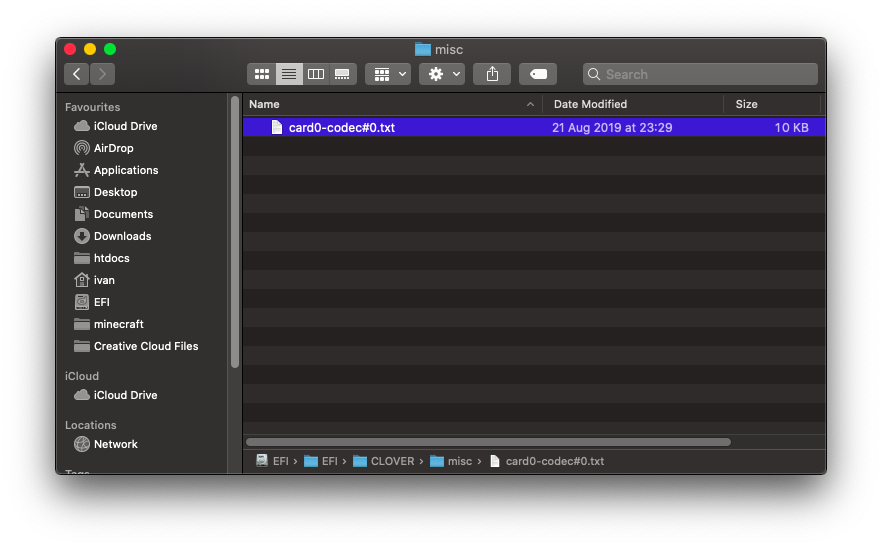 misc
Search
Favourites
iCloud Drive
AirDrop
Applications
Desktop
Documents
Downloads
htdocs
ivan
EFI
minecraft
Creative Cloud Files
iCloud
iCloud Drive
Locations
Network
Tags
Name Date Modified Size
card0-codec#0.txt 21 Aug 2019 at 23:29 10 KB
EFI › EFI › CLOVER › misc › card0-codec#0.txt